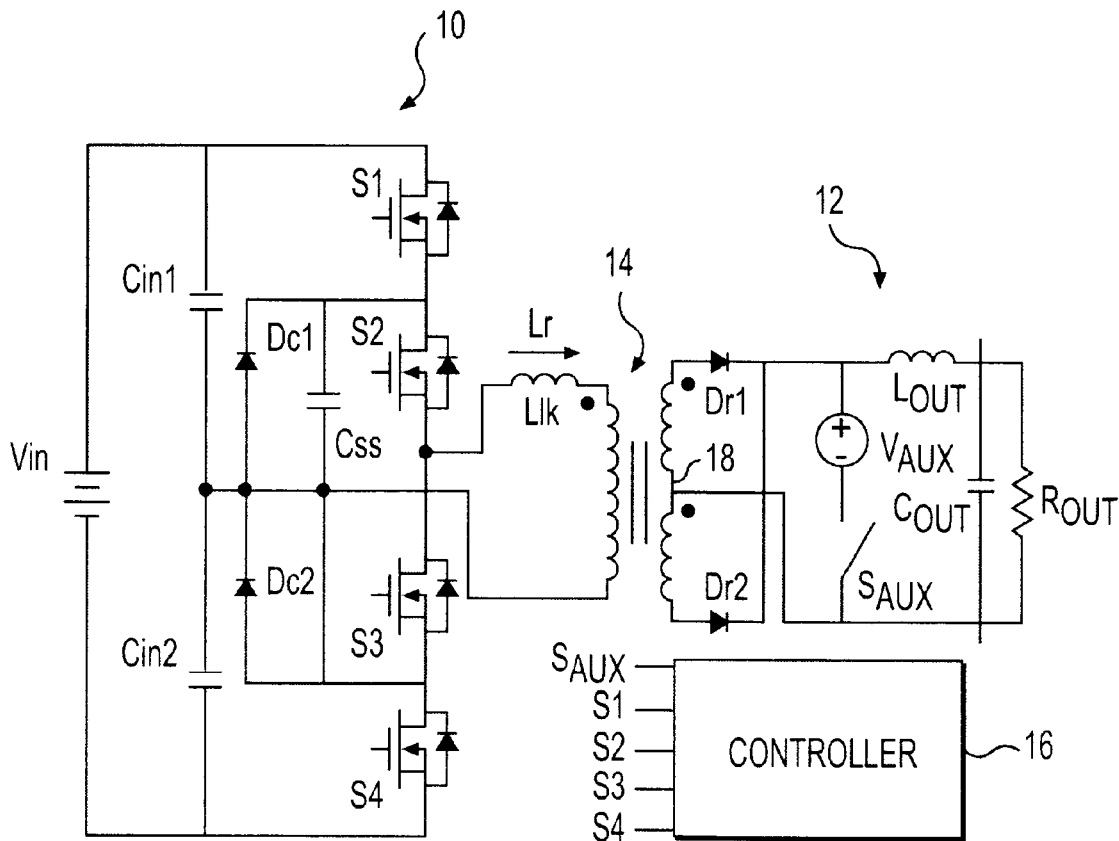 10
S1
12
14
Cin1
Dc1
S2
Lr
Llk
Dr1
LOUT
Vin
Css
18
VAUX
COUT
ROUT
Dc2
S3
Dr2
SAUX
Cin2
S4
SAUX
S1
S2
S3
S4
CONTROLLER
16